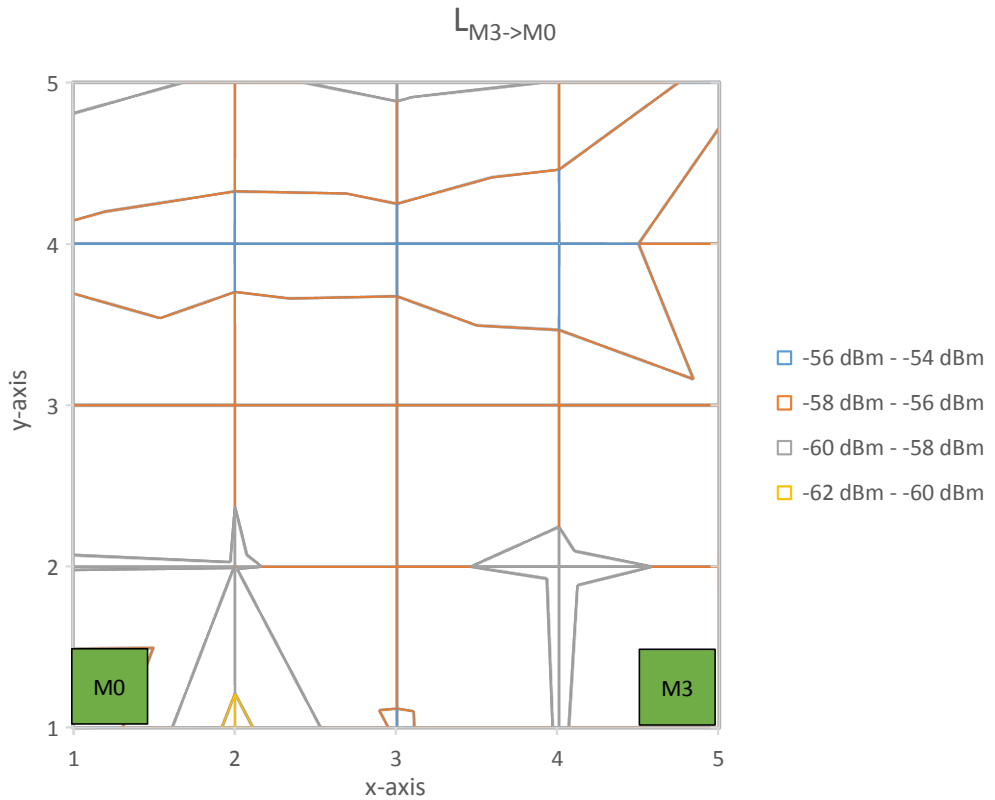 L_M3->M0
5
4
3
2
1
y-axis
M0
M3
1 2 3 4 5
x-axis
-56 dBm - -54 dBm
-58 dBm - -56 dBm
-60 dBm - -58 dBm
-62 dBm - -60 dBm